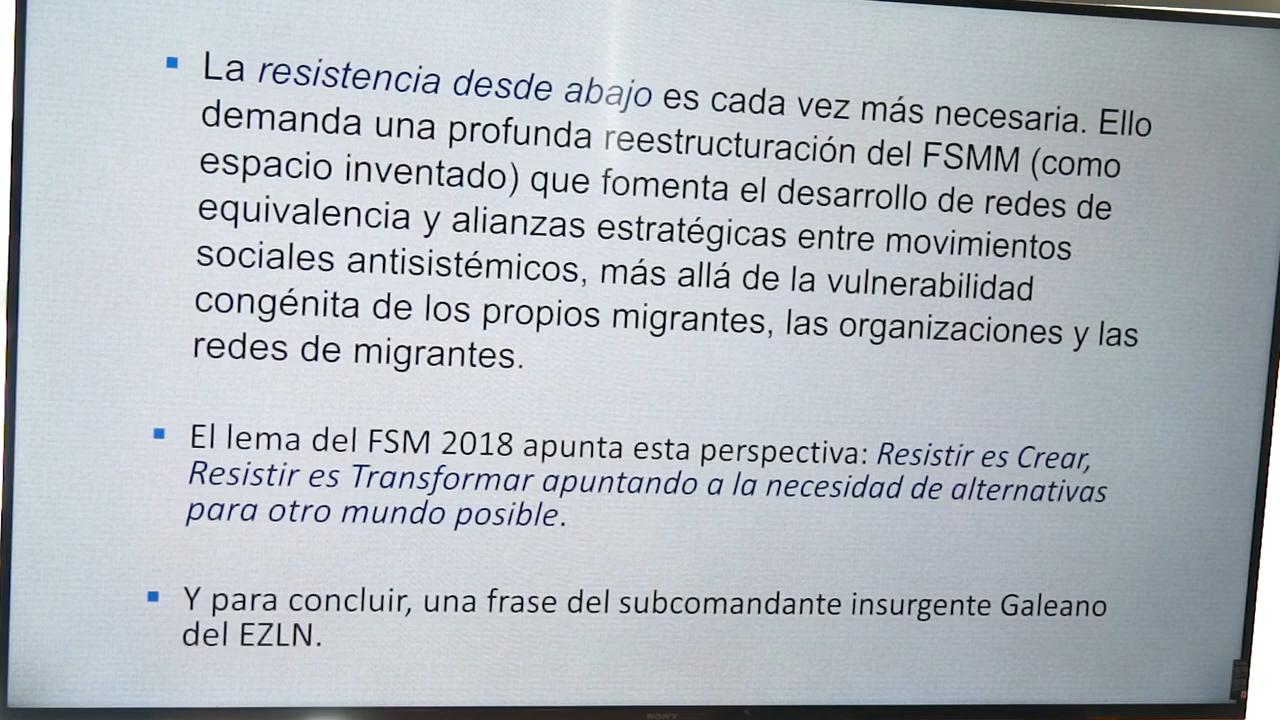 ▪ La resistencia desde abajo es cada vez más necesaria. Ello
demanda una profunda reestructuración del FSMM (como
espacio inventado) que fomenta el desarrollo de redes de
equivalencia y alianzas estratégicas entre movimientos
sociales antisistémicos, más allá de la vulnerabilidad
congénita de los propios migrantes, las organizaciones y las
redes de migrantes.
▪ El lema del FSM 2018 apunta esta perspectiva: Resistir es Crear,
Resistir es Transformar apuntando a la necesidad de alternativas
para otro mundo posible.
▪ Y para concluir, una frase del subcomandante insurgente Galeano
del EZLN.
SONY